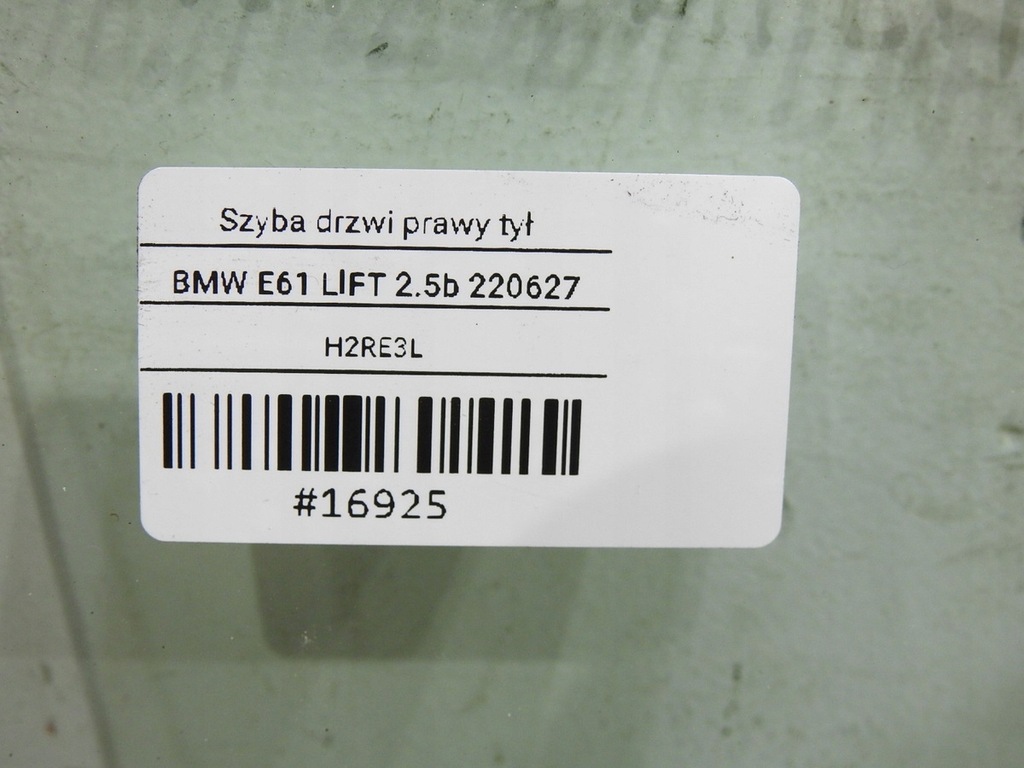 Szyba drzwi prawy tył
BMW E61 LIFT 2.5b 220627
H2RE3L
#16925